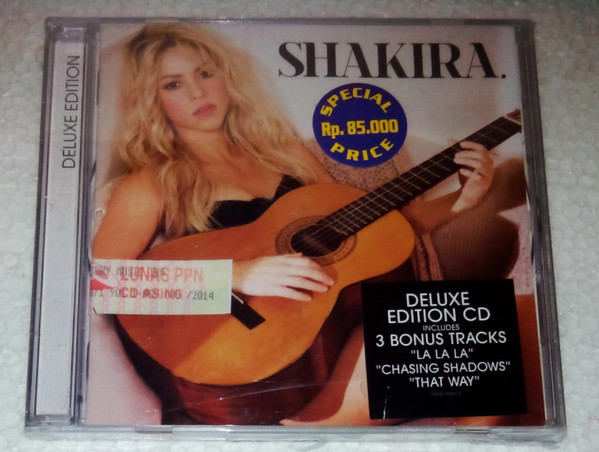 DELUXE EDITION
SHAKIRA.
SPECIAL
Rp. 85.000
PRICE
LUNAS PPN
CD-ASING /2014
DELUXE
EDITION CD
INCLUDES
3 BONUS TRACKS
"LA LA LA"
"CHASING SHADOWS"
"THAT WAY"